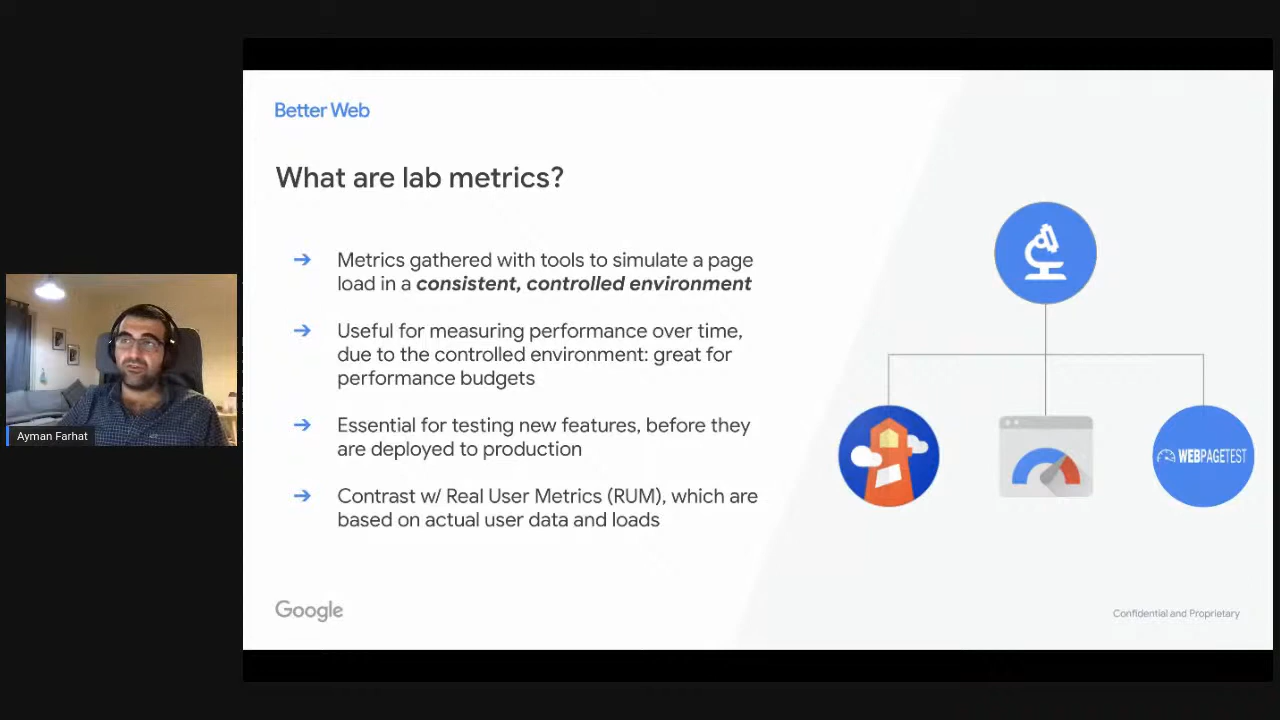 Better Web
What are lab metrics?
Metrics gathered with tools to simulate a page
load in a consistent, controlled environment
Useful for measuring performance over time,
due to the controlled environment: great for
performance budgets
Essential for testing new features, before they
are deployed to production
Contrast w/ Real User Metrics (RUM), which are
based on actual user data and loads
WEBPAGETEST
Ayman Farhat
Google
Confidential and Proprietary